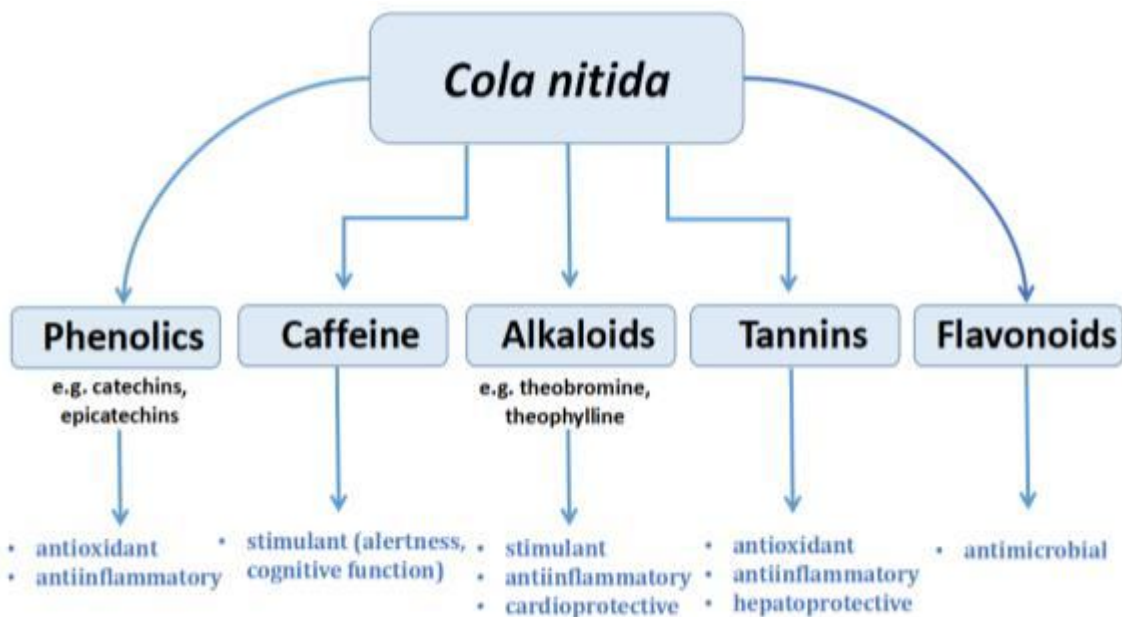 Cola nitida
Phenolics
Caffeine
Alkaloids
Tannins
Flavonoids
e.g. catechins,
epicatechins
e.g. theobromine,
theophylline
• antioxidant
• antiinflammatory
• stimulant (alertness,
cognitive function)
• stimulant
• antiinflammatory
• cardioprotective
• antioxidant
• antiinflammatory
• hepatoprotective
• antimicrobial